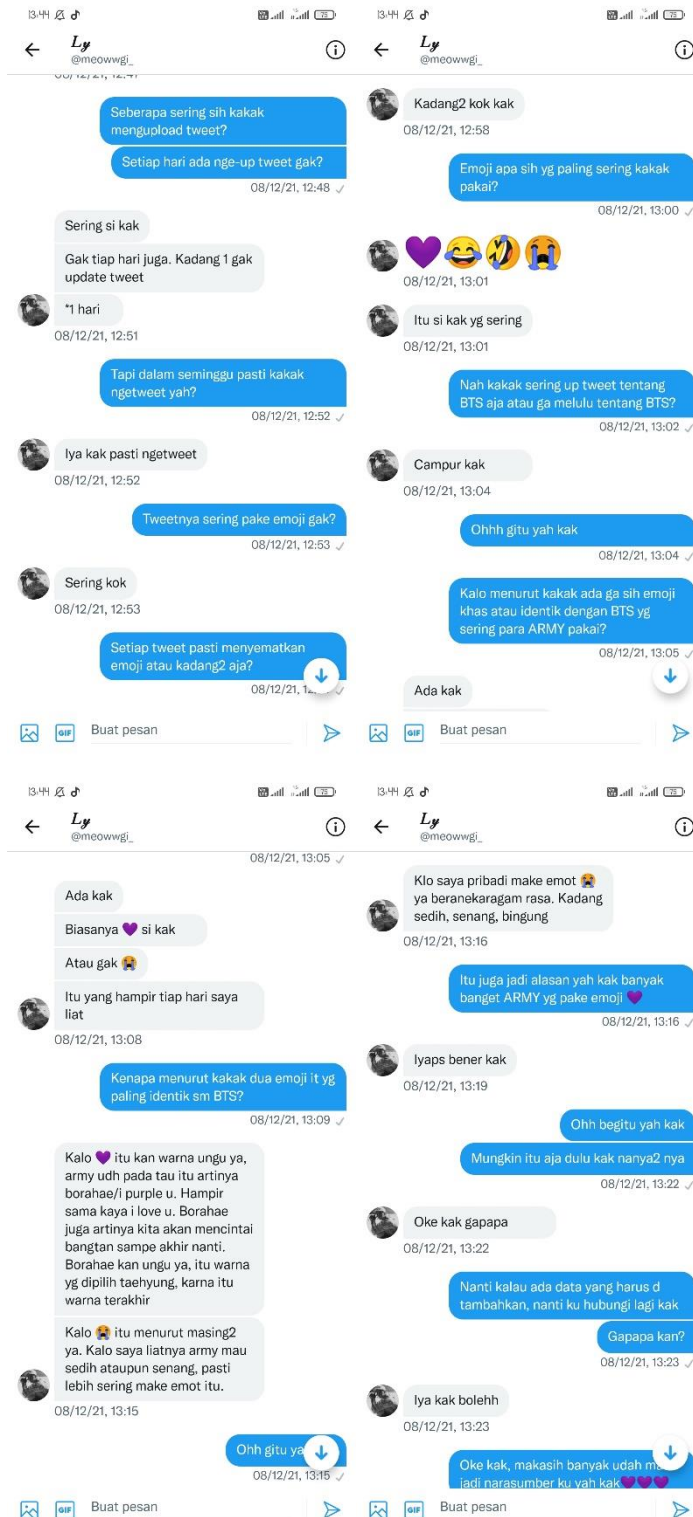 13.44
Ly
@meowwgi_
08/12/21, 12:47
Seberapa sering sih kakak
mengupload tweet?
Setiap hari ada nge-up tweet gak?
08/12/21, 12:48 ✓
Sering si kak
Gak tiap hari juga. Kadang 1 gak
update tweet
*1 hari
08/12/21, 12:51
Tapi dalam seminggu pasti kakak
ngetweet yah?
08/12/21, 12:52 ✓
Iya kak pasti ngetweet
08/12/21, 12:52
Tweetnya sering pake emoji gak?
08/12/21, 12:53 ✓
Sering kok
08/12/21, 12:53
Setiap tweet pasti menyematkan
emoji atau kadang2 aja?
08/12/21,
GIF Buat pesan
13.44
Ly
@meowwgi_
Kadang2 kok kak
08/12/21, 12:58
Emoji apa sih yg paling sering kakak
pakai?
08/12/21, 13:00 ✓
💜😂🤣😭
08/12/21, 13:01
Itu si kak yg sering
08/12/21, 13:01
Nah kakak sering up tweet tentang
BTS aja atau ga melulu tentang BTS?
08/12/21, 13:02 ✓
Campur kak
08/12/21, 13:04
Ohhh gitu yah kak
08/12/21, 13:04 ✓
Kalo menurut kakak ada ga sih emoji
khas atau identik dengan BTS yg
sering para ARMY pakai?
08/12/21, 13:05 ✓
Ada kak
GIF Buat pesan
13.44
Ly
@meowwgi_
08/12/21, 13:05 ✓
Ada kak
Biasanya 💜 si kak
Atau gak 😭
Itu yang hampir tiap hari saya
liat
08/12/21, 13:08
Kenapa menurut kakak dua emoji it yg
paling identik sm BTS?
08/12/21, 13:09 ✓
Kalo 💜 itu kan warna ungu ya,
army udh pada tau itu artinya
borahae/i purple u. Hampir
sama kaya i love u. Borahae
juga artinya kita akan mencintai
bangtan sampe akhir nanti.
Borahae kan ungu ya, itu warna
yg dipilih taehyung, karna itu
warna terakhir
Kalo 😭 itu menurut masing2
ya. Kalo saya liatnya army mau
sedih ataupun senang, pasti
lebih sering make emot itu.
08/12/21, 13:15
Ohh gitu
08/12/21, 13:15 ✓
GIF Buat pesan
13.44
Ly
@meowwgi_
Klo saya pribadi make emot 😭
ya beranekaragam rasa. Kadang
sedih, senang, bingung
08/12/21, 13:16
Itu juga jadi alasan yah kak banyak
banget ARMY yg pake emoji 💜
08/12/21, 13:16 ✓
Iyaps bener kak
08/12/21, 13:19
Ohh begitu yah kak
Mungkin itu aja dulu kak nanya2 nya
08/12/21, 13:22 ✓
Oke kak gapapa
08/12/21, 13:22
Nanti kalau ada data yang harus d
tambahkan, nanti ku hubungi lagi kak
Gapapa kan?
08/12/21, 13:23 ✓
Iya kak bolehh
08/12/21, 13:23
Oke kak, makasih banyak udah
jadi narasumber ku yah kak💜💜💜
GIF Buat pesan